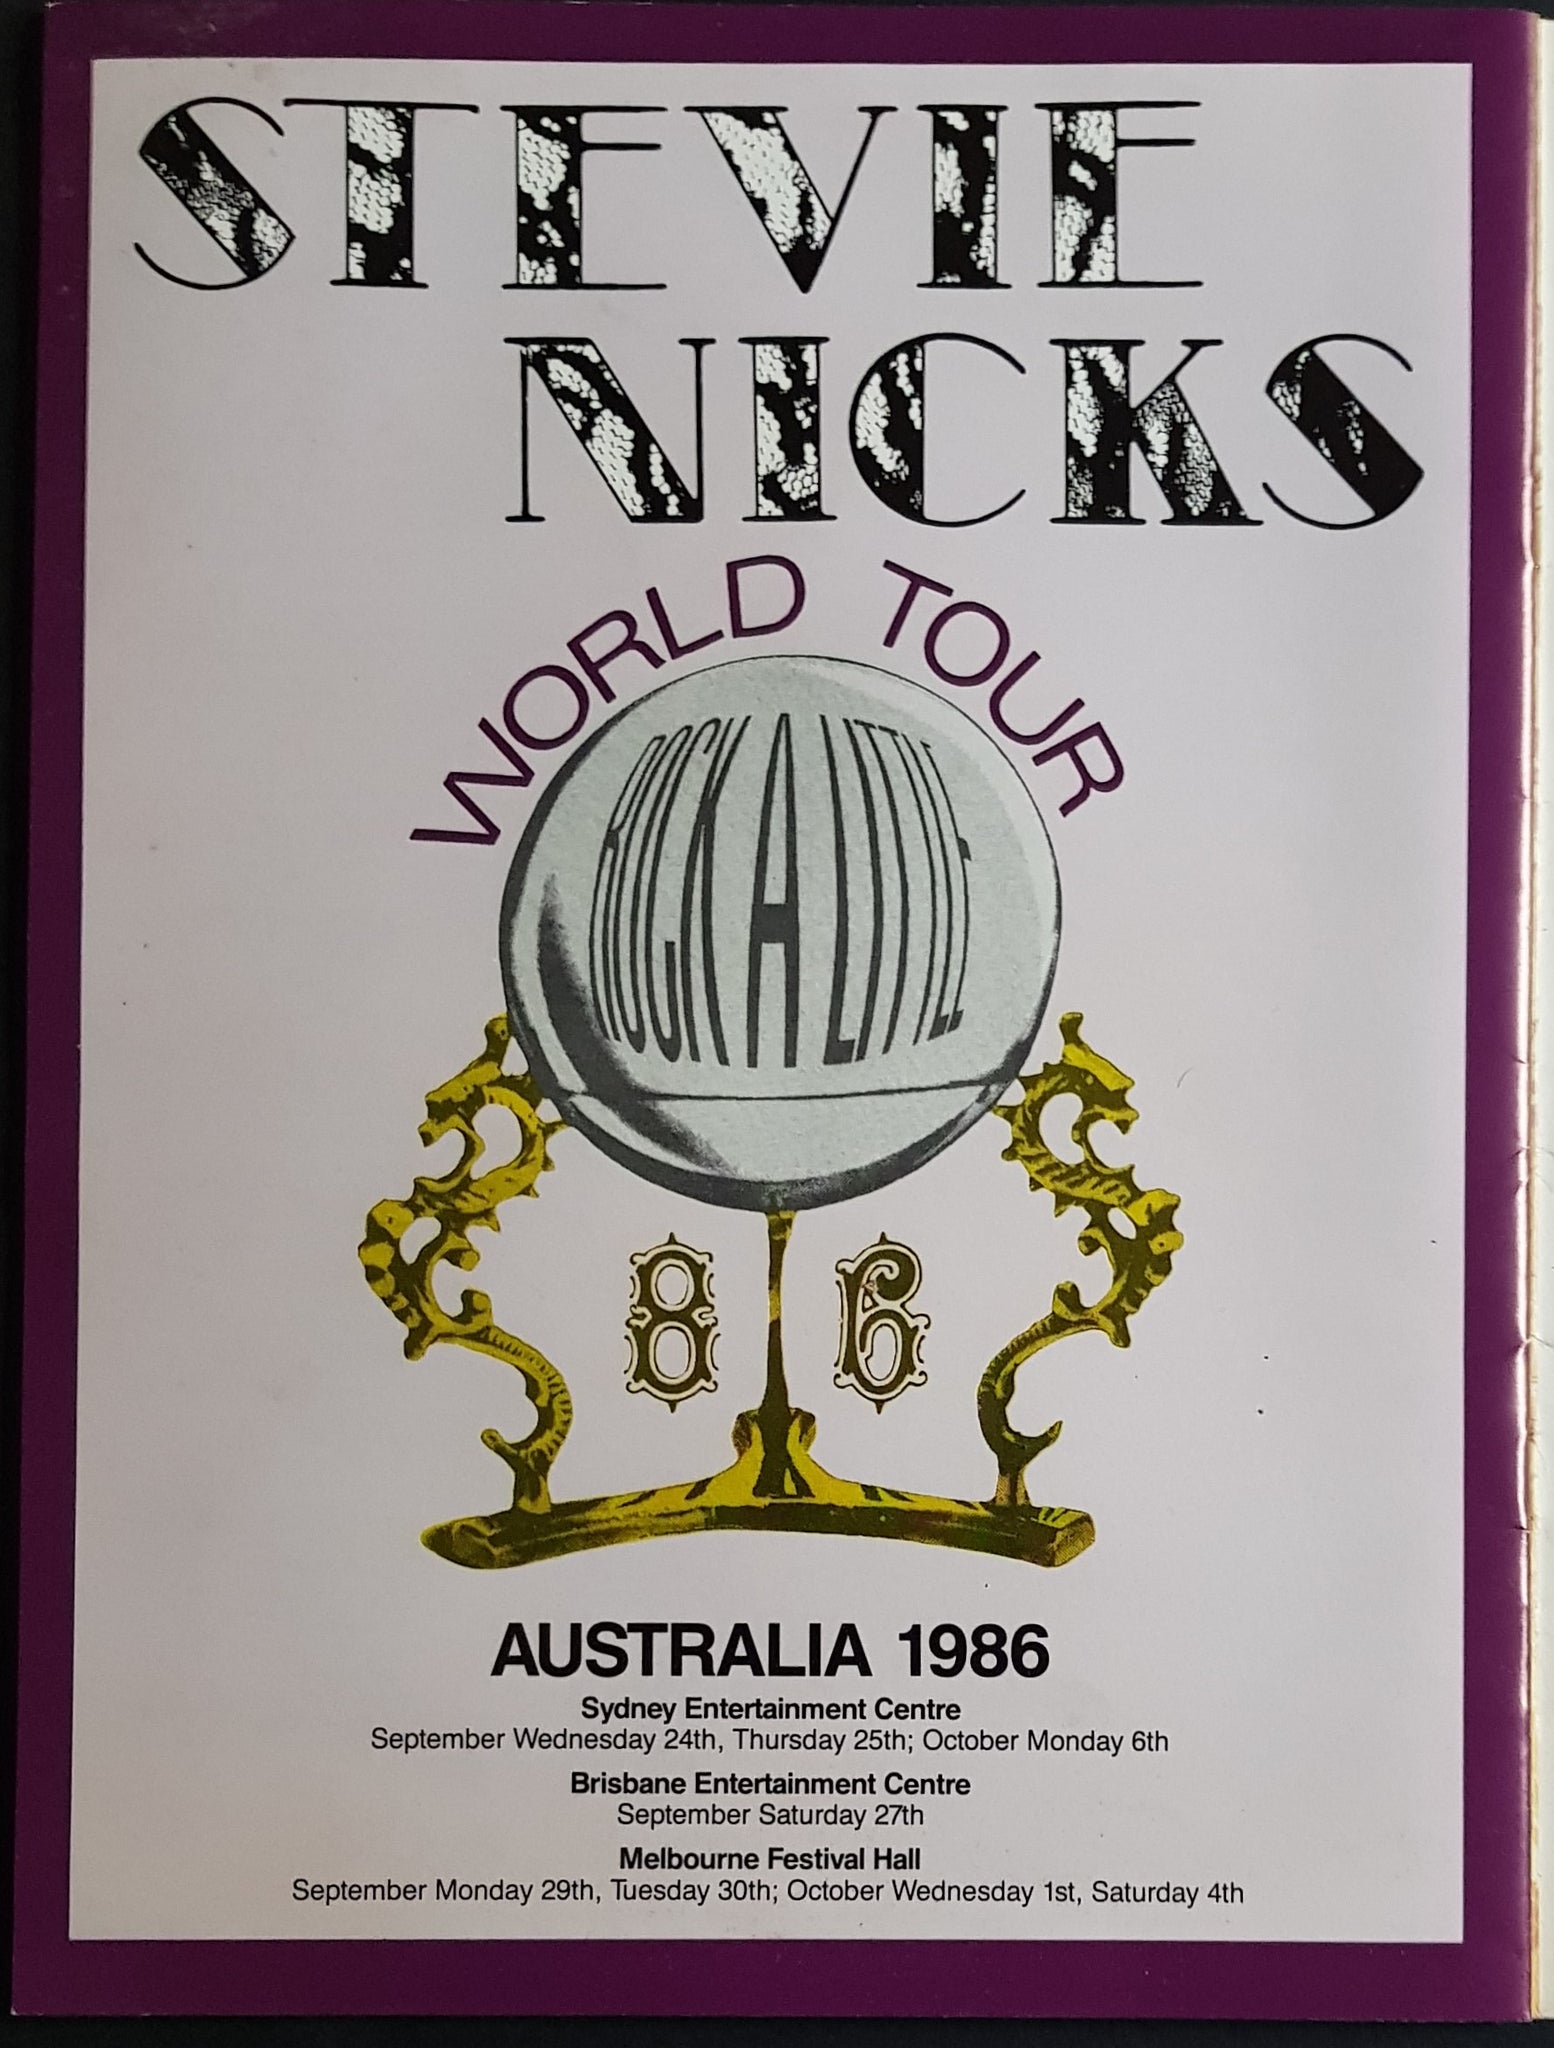 STEVIE
NICKS
WORLD TOUR
ROCK A LITTLE
86
AUSTRALIA 1986
Sydney Entertainment Centre
September Wednesday 24th, Thursday 25th; October Monday 6th
Brisbane Entertainment Centre
September Saturday 27th
Melbourne Festival Hall
September Monday 29th, Tuesday 30th; October Wednesday 1st, Saturday 4th